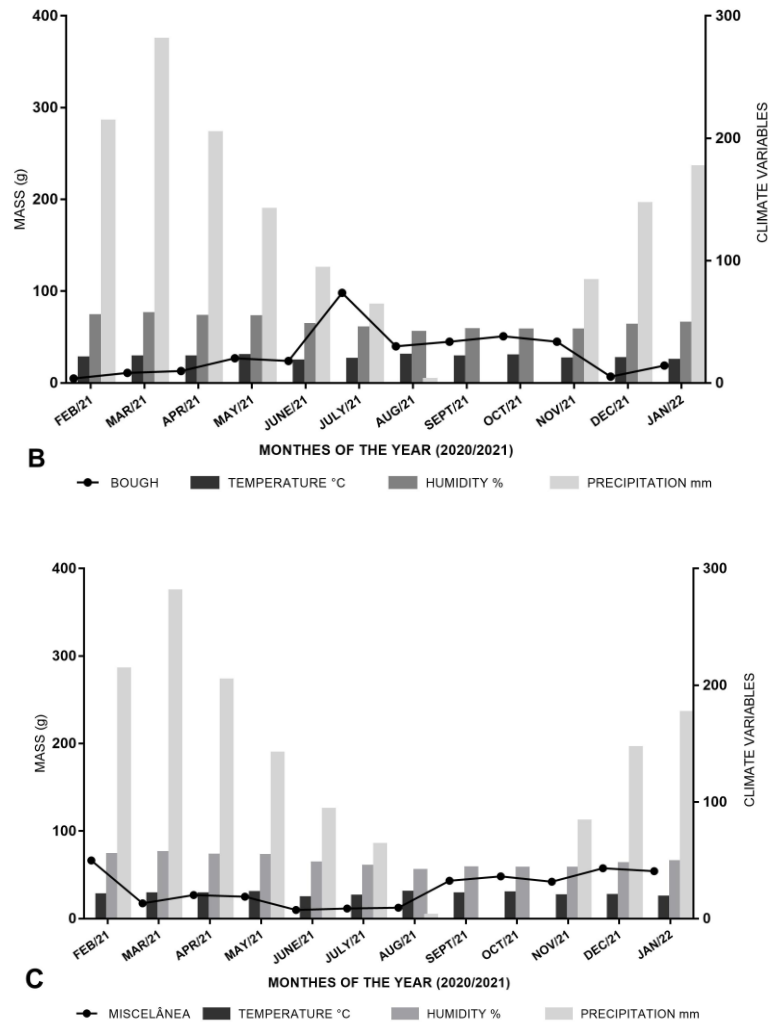 400
300
200
100
0
MASS (g)
300
200
100
0
CLIMATE VARIABLES
FEB/21 MAR/21 APR/21 MAY/21 JUNE/21 JULY/21 AUG/21 SEPT/21 OCT/21 NOV/21 DEC/21 JAN/22
MONTHES OF THE YEAR (2020/2021)
B
BOUGH TEMPERATURE °C HUMIDITY % PRECIPITATION mm
400
300
200
100
0
MASS (g)
300
200
100
0
CLIMATE VARIABLES
FEB/21 MAR/21 APR/21 MAY/21 JUNE/21 JULY/21 AUG/21 SEPT/21 OCT/21 NOV/21 DEC/21 JAN/22
MONTHES OF THE YEAR (2020/2021)
C
MISCELÂNEA TEMPERATURE °C HUMIDITY % PRECIPITATION mm